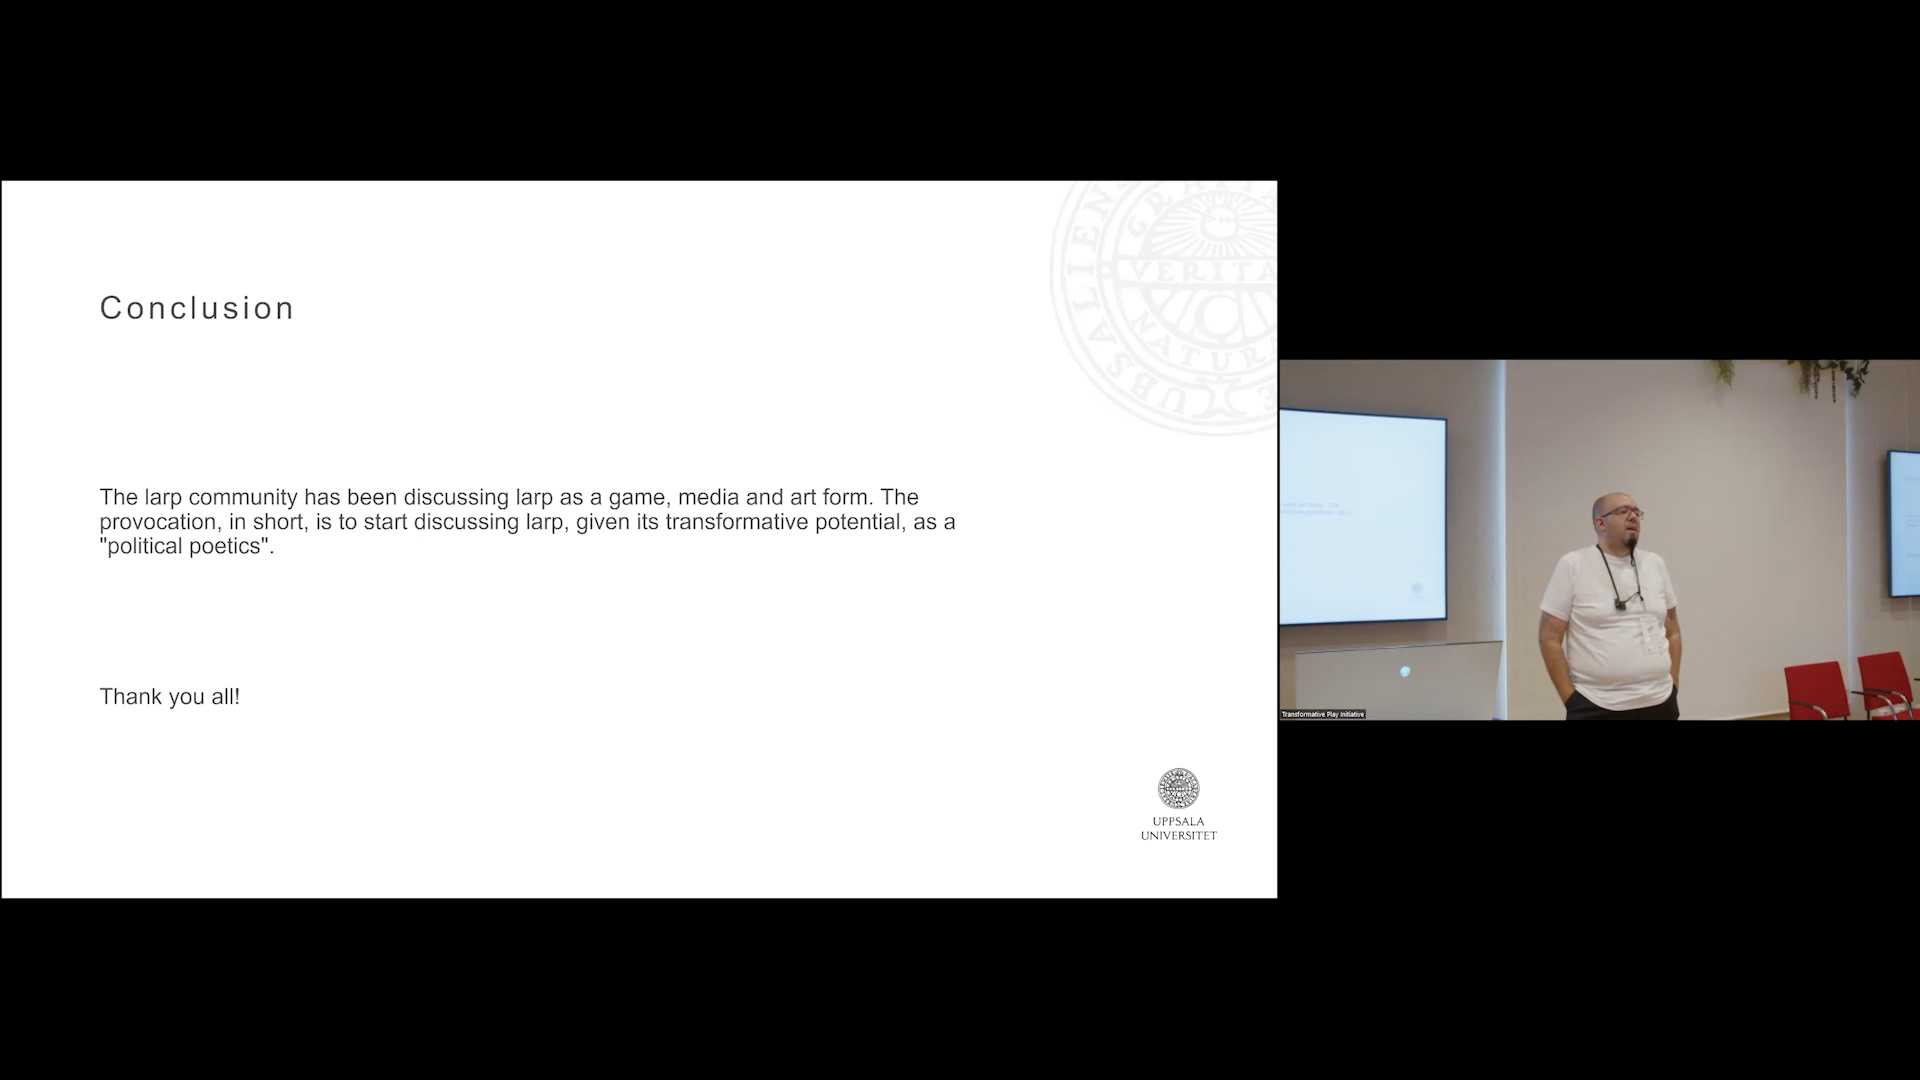 Conclusion
The larp community has been discussing larp as a game, media and art form. The
provocation, in short, is to start discussing larp, given its transformative potential, as a
"political poetics".
Thank you all!
UPPSALA
UNIVERSITET
VERITA
NATUR
Transformative Play Initiative